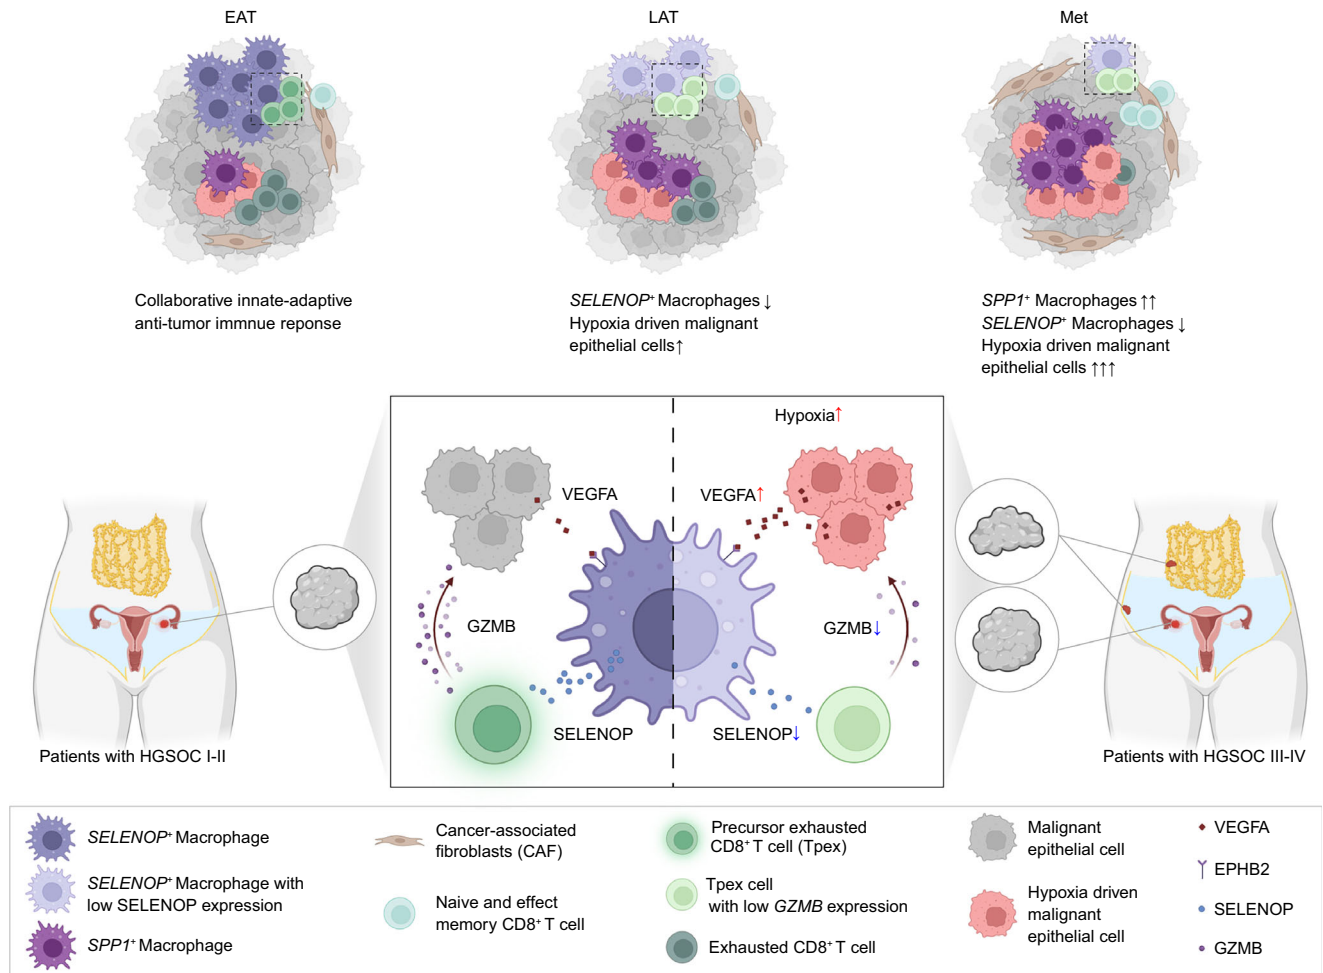 EAT
LAT
Met
Collaborative innate-adaptive
anti-tumor immnue reponse
SELENOP⁺ Macrophages ↓
Hypoxia driven malignant
epithelial cells↑
SPP1⁺ Macrophages ↑↑
SELENOP⁺ Macrophages ↓
Hypoxia driven malignant
epithelial cells ↑↑↑
Hypoxia↑
VEGFA
VEGFA↑
GZMB
GZMB↓
SELENOP
SELENOP↓
Patients with HGSOC I-II
Patients with HGSOC III-IV
SELENOP⁺ Macrophage
SELENOP⁺ Macrophage with
low SELENOP expression
SPP1⁺ Macrophage
Cancer-associated
fibroblasts (CAF)
Naive and effect
memory CD8⁺ T cell
Precursor exhausted
CD8⁺ T cell (Tpex)
Tpex cell
with low GZMB expression
Exhausted CD8⁺ T cell
Malignant
epithelial cell
Hypoxia driven
malignant
epithelial cell
VEGFA
EPHB2
SELENOP
GZMB